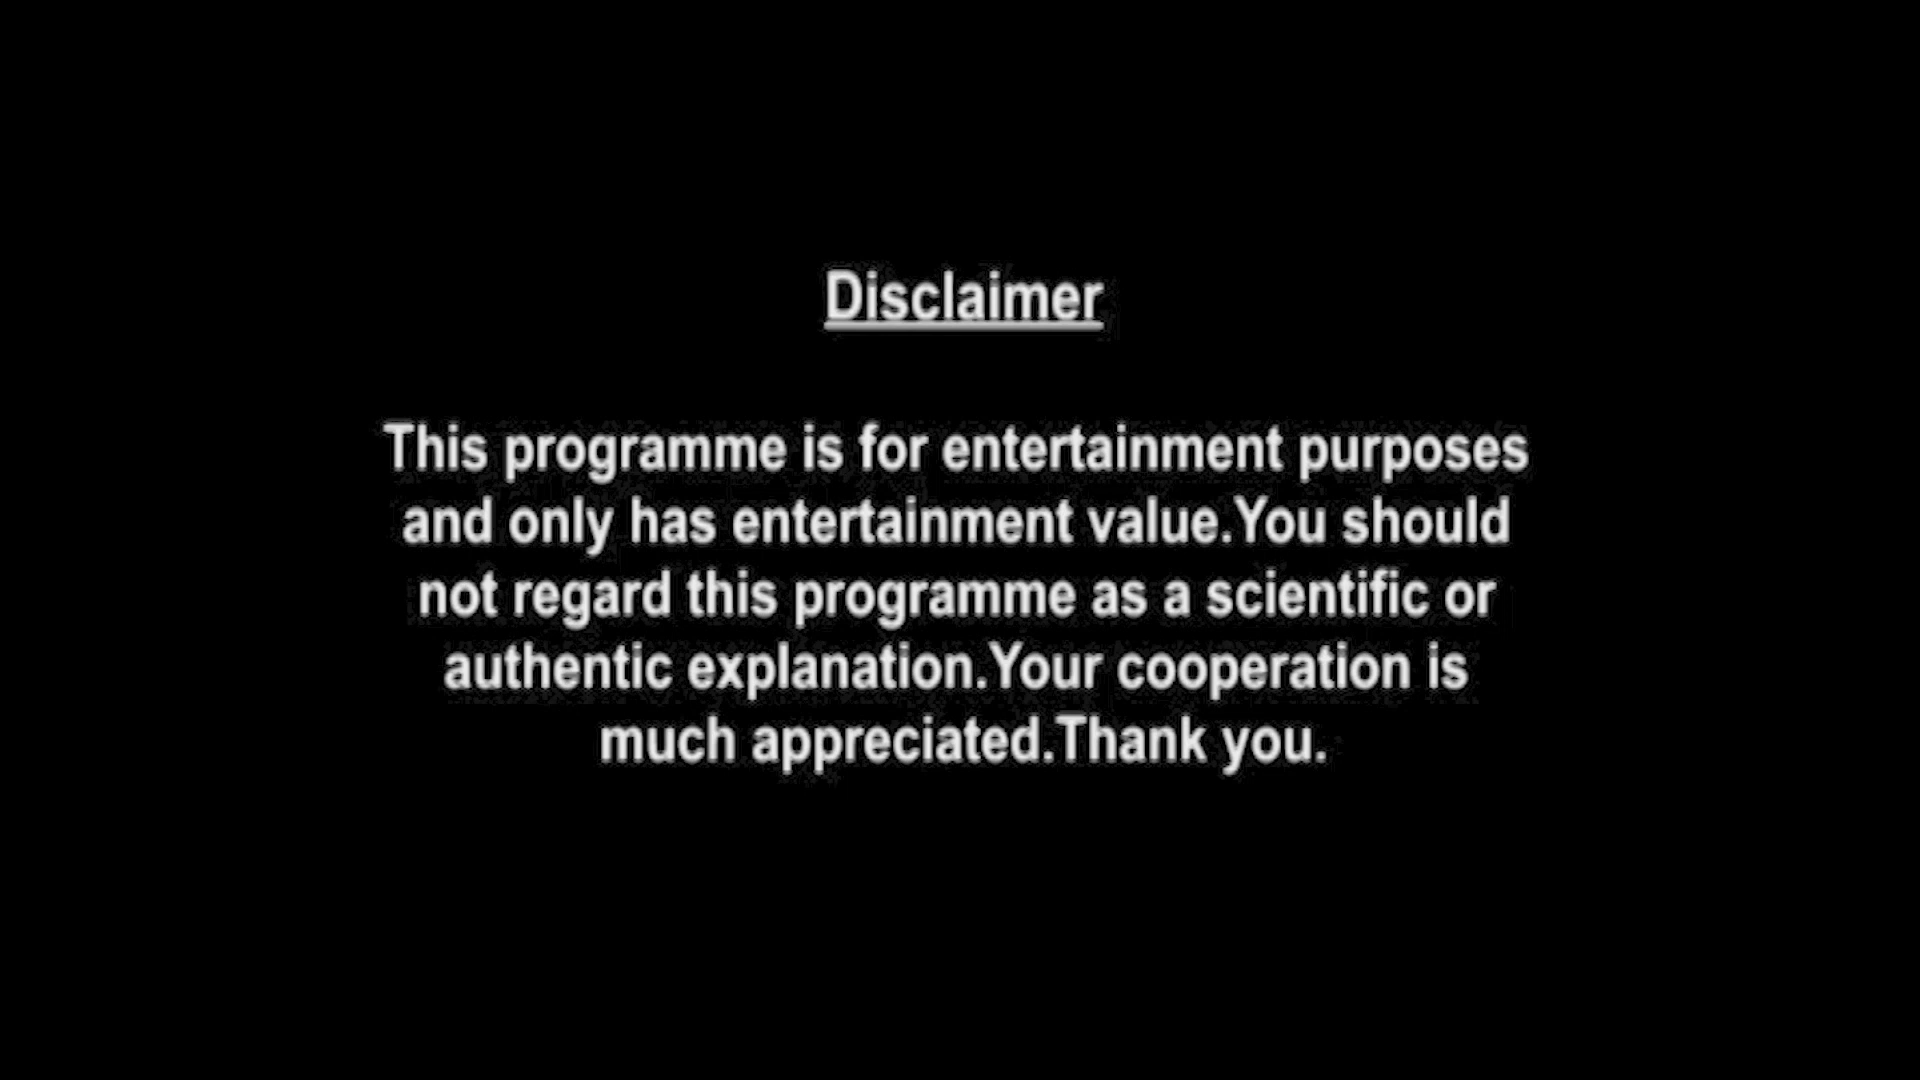 Disclaimer
This programme is for entertainment purposes
and only has entertainment value.You should
not regard this programme as a scientific or
authentic explanation.Your cooperation is
much appreciated.Thank you.